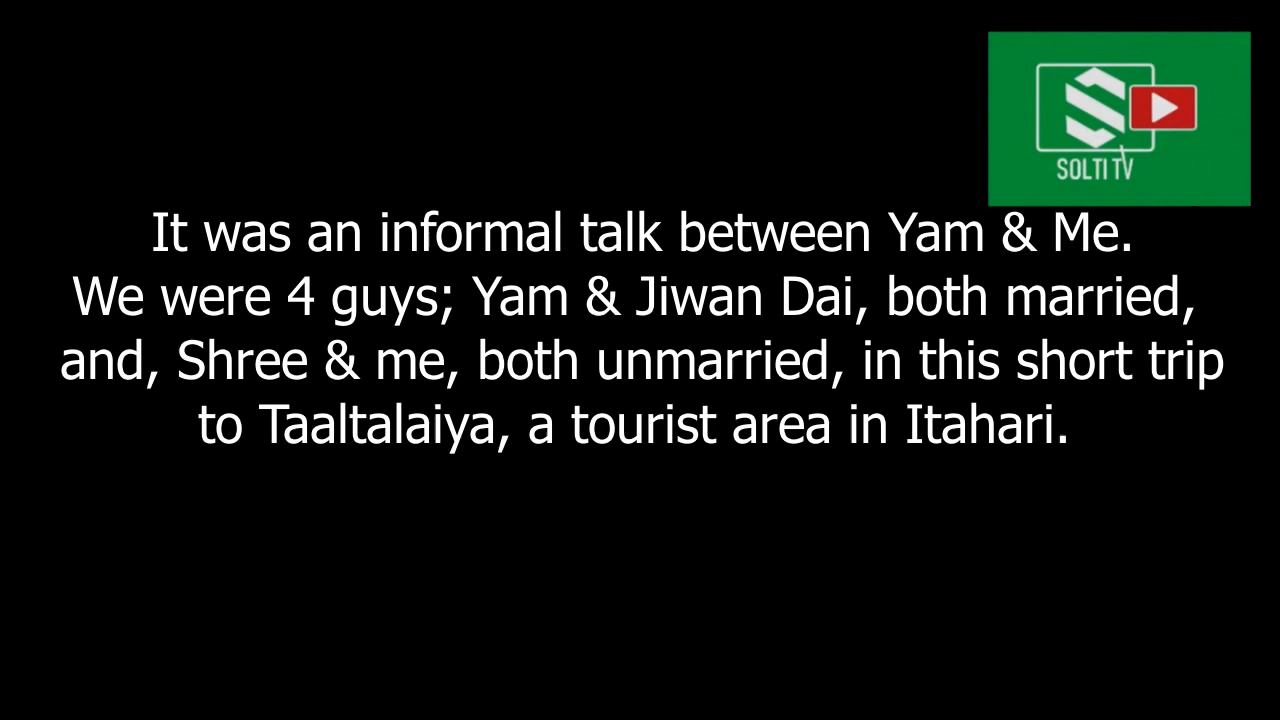 SOLTI TV
It was an informal talk between Yam & Me.
We were 4 guys; Yam & Jiwan Dai, both married,
and, Shree & me, both unmarried, in this short trip
to Taaltalaiya, a tourist area in Itahari.